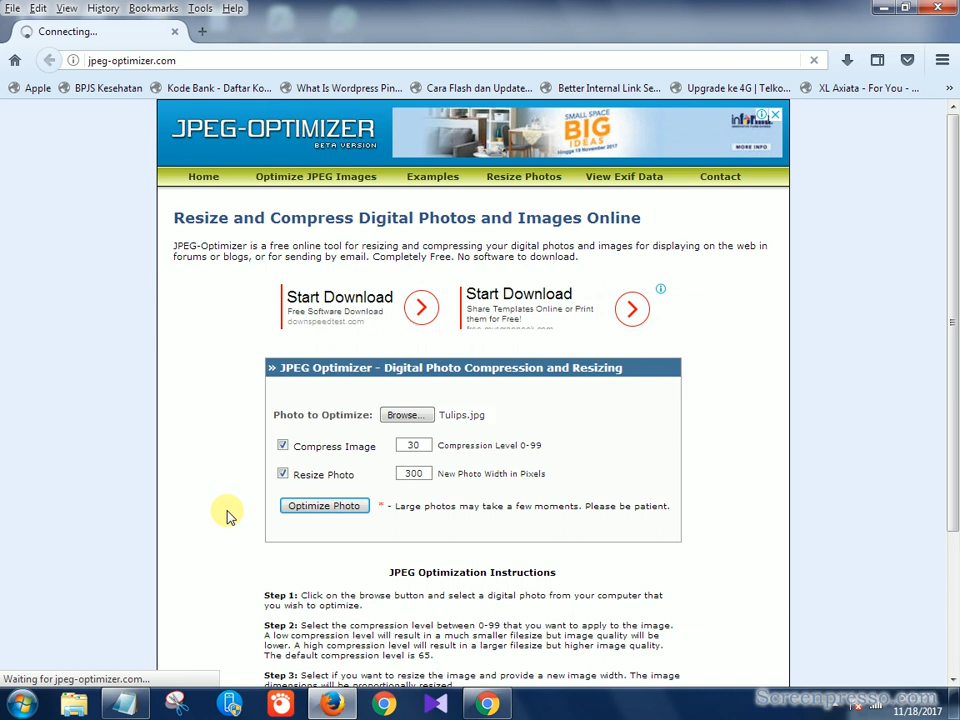 File Edit View History Bookmarks Tools Help
Connecting...
jpeg-optimizer.com
Apple BPJS Kesehatan Kode Bank - Daftar Ko... What Is Wordpress Pin... Cara Flash dan Update... Better Internal Link Se... Upgrade ke 4G | Telko... XL Axiata - For You - ...
JPEG-OPTIMIZER
BETA VERSION
SMALL SPACE
BIG
IDEAS
MORE INFO
Home Optimize JPEG Images Examples Resize Photos View Exif Data Contact
Resize and Compress Digital Photos and Images Online
JPEG-Optimizer is a free online tool for resizing and compressing your digital photos and images for displaying on the web in
forums or blogs, or for sending by email. Completely Free. No software to download.
Start Download
Free Software Download
downspeedtest.com
Start Download
Share Templates Online or Print
them for Free!
» JPEG Optimizer - Digital Photo Compression and Resizing
Photo to Optimize: Browse... Tulips.jpg
Compress Image 30 Compression Level 0-99
Resize Photo 300 New Photo Width in Pixels
Optimize Photo * - Large photos may take a few moments. Please be patient.
JPEG Optimization Instructions
Step 1: Click on the browse button and select a digital photo from your computer that
you wish to optimize.
Step 2: Select the compression level between 0-99 that you want to apply to the image.
A low compression level will result in a much smaller filesize but image quality will be
lower. A high compression level will result in a larger filesize but higher image quality.
The default compression level is 65.
Step 3: Select if you want to resize the image and provide a new image width. The image
dimensions will be proportionally resized.
Waiting for jpeg-optimizer.com...
Screenpresso.com
11/18/2017